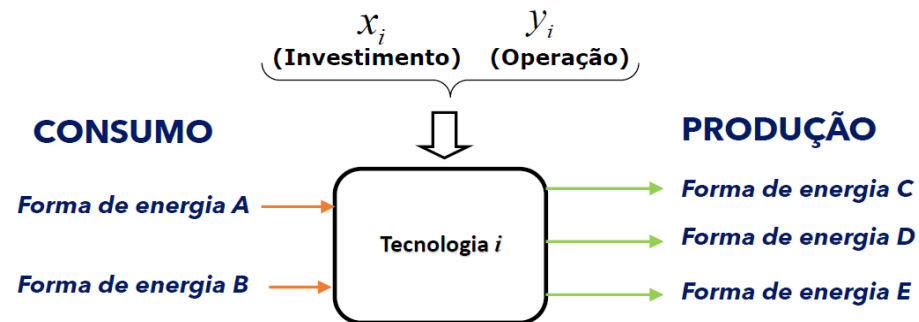 x_i y_i
(Investimento) (Operação)
CONSUMO
PRODUÇÃO
Forma de energia A
Forma de energia B
Tecnologia i
Forma de energia C
Forma de energia D
Forma de energia E